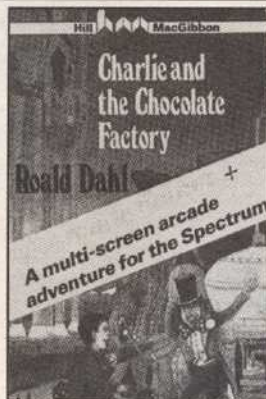 Hill MacGibbon
Charlie and
the Chocolate
Factory
Roald Dahl
A multi-screen arcade
adventure for the Spectrum